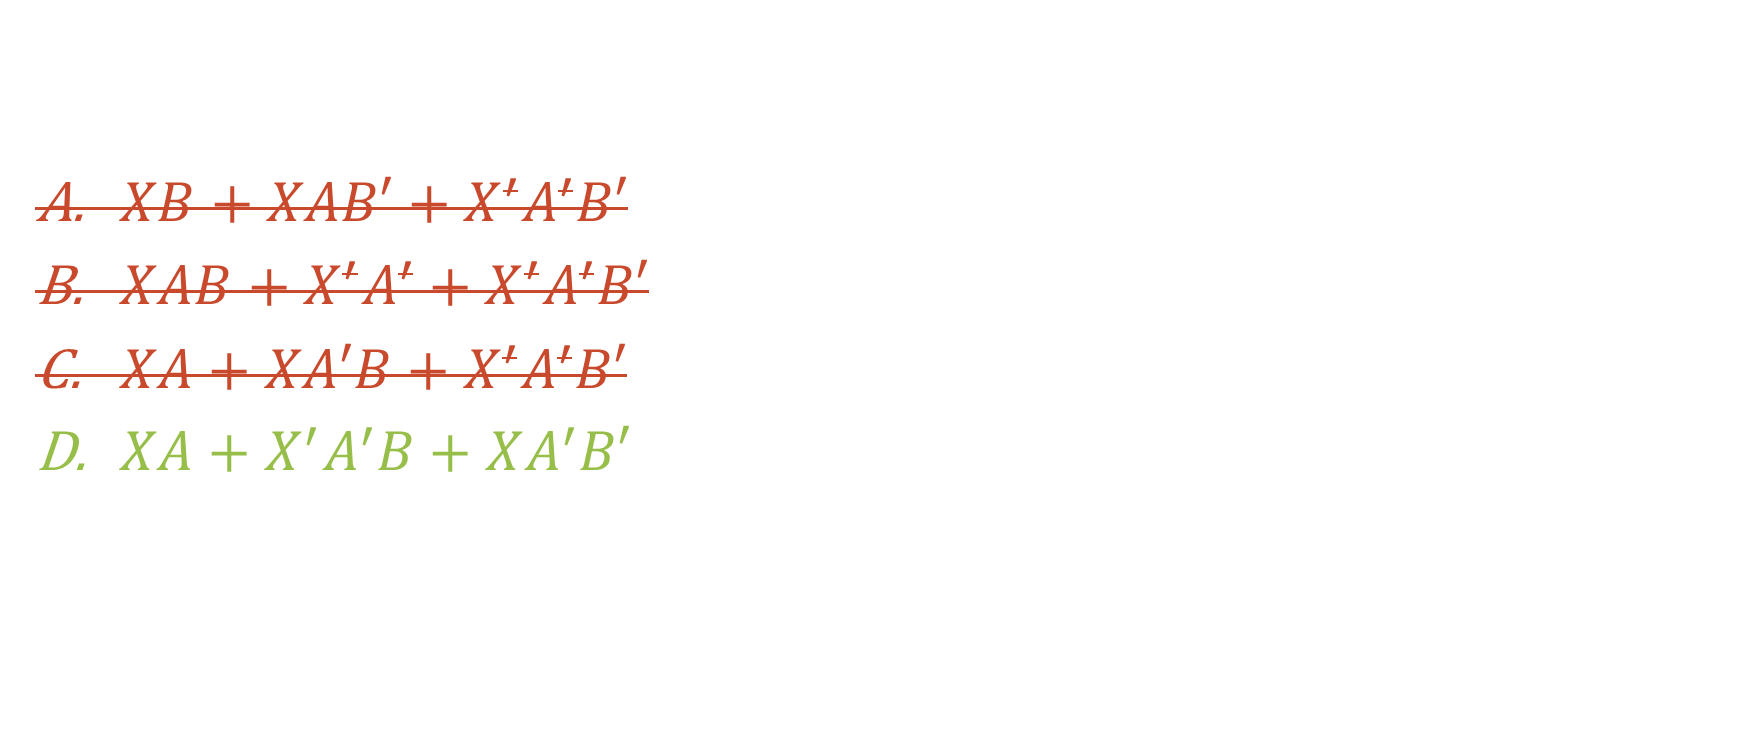 A. XB + XAB′ + X′A′B′
B. XAB + X′A′ + X′A′B′
C. XA + XA′B + X′A′B′
D. XA + X′A′B + XA′B′